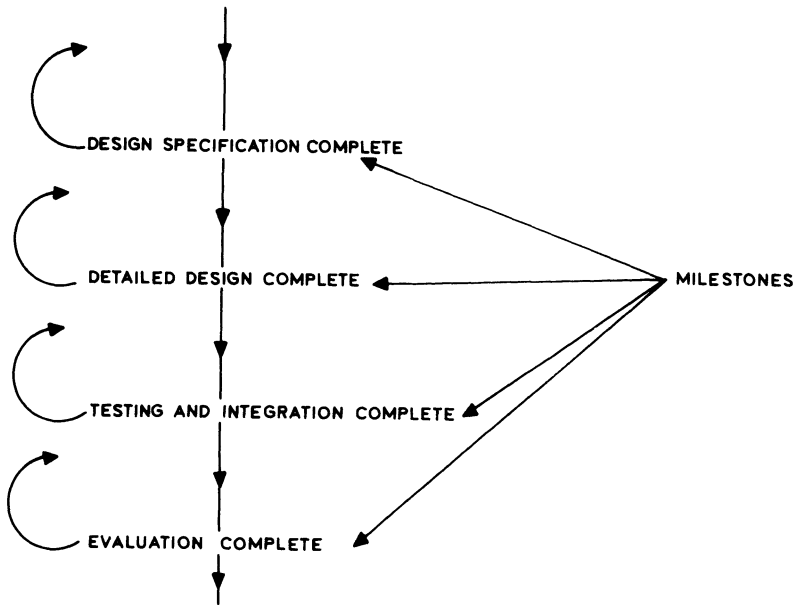 DESIGN SPECIFICATION COMPLETE
DETAILED DESIGN COMPLETE
MILESTONES
TESTING AND INTEGRATION COMPLETE
EVALUATION COMPLETE